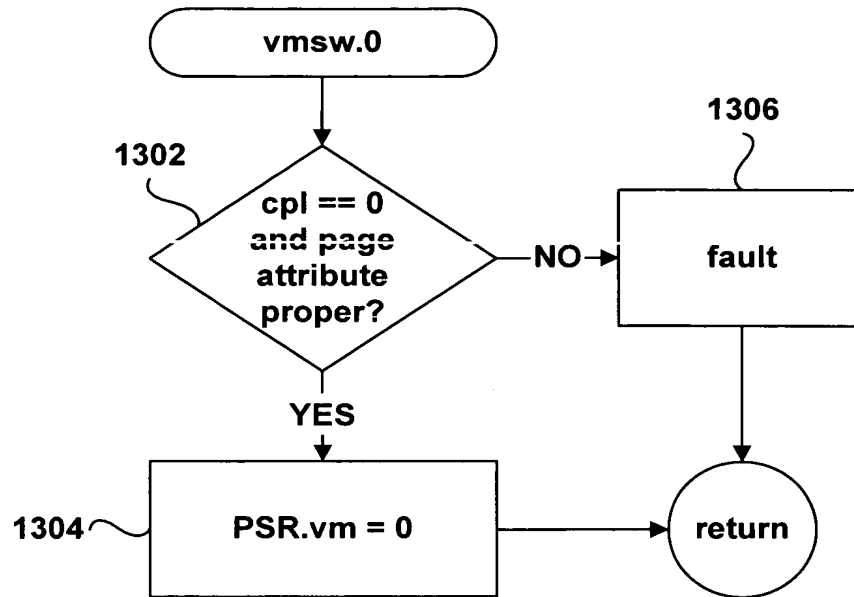 vmsw.0
1306
1302
cpl == 0
and page
attribute
proper?
NO
fault
YES
1304
PSR.vm = 0
return